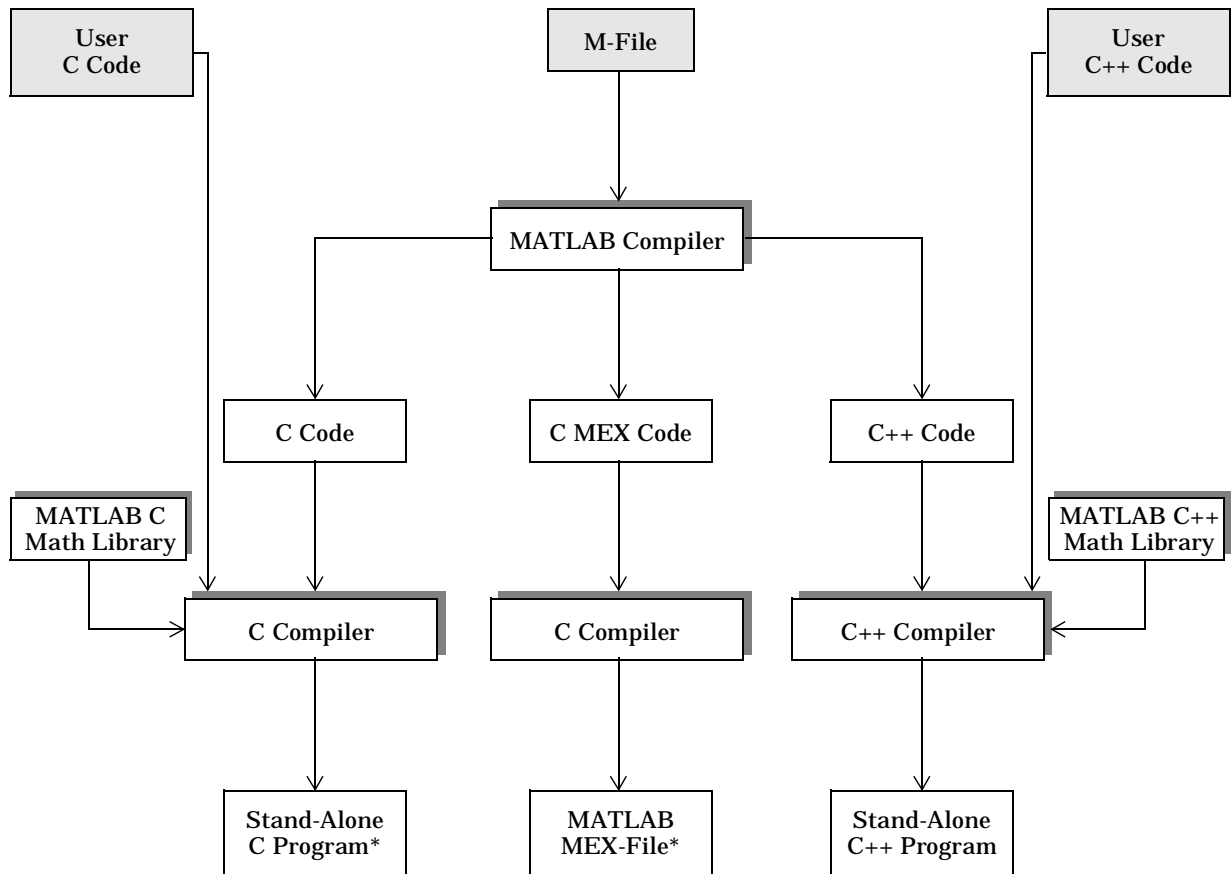 User
C Code
M-File
User
C++ Code
MATLAB Compiler
C Code
C MEX Code
C++ Code
MATLAB C
Math Library
MATLAB C++
Math Library
C Compiler
C Compiler
C++ Compiler
Stand-Alone
C Program*
MATLAB
MEX-File*
Stand-Alone
C++ Program